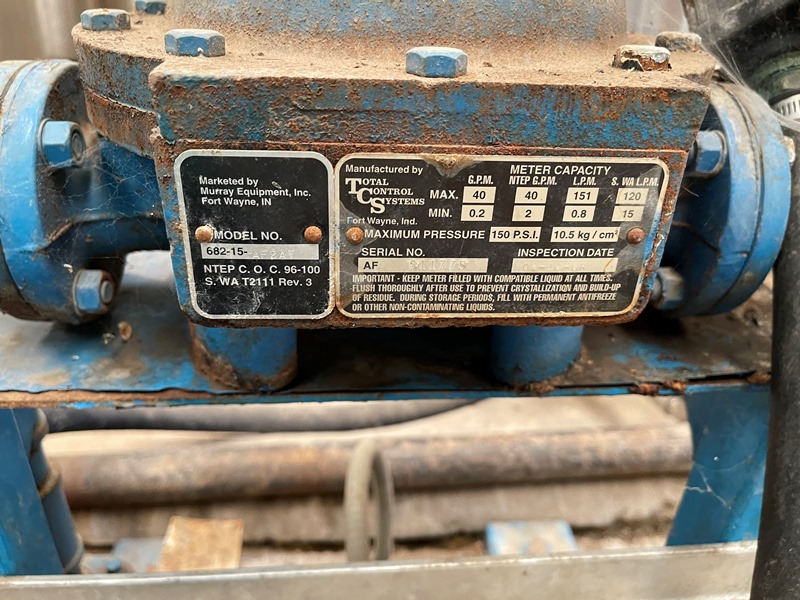 Marketed by
Murray Equipment, Inc.
Fort Wayne, IN
MODEL NO.
682-15-
NTEP C. O. C. 96-100
S. WA T2111 Rev. 3
Manufactured by
TOTAL
CONTROL
SYSTEMS
Fort Wayne, Ind.
METER CAPACITY
G.P.M. NTEP G.P.M. L.P.M. S. WA L.P.M.
MAX. 40 40 151 120
MIN. 0.2 2 0.8 15
MAXIMUM PRESSURE 150 P.S.I. 10.5 kg / cm²
SERIAL NO. INSPECTION DATE
AF
IMPORTANT - KEEP METER FILLED WITH COMPATIBLE LIQUID AT ALL TIMES.
FLUSH THOROUGHLY AFTER USE TO PREVENT CRYSTALLIZATION AND BUILD-UP
OF RESIDUE. DURING STORAGE PERIODS, FILL WITH PERMANENT ANTIFREEZE
OR OTHER NON-CONTAMINATING LIQUIDS.